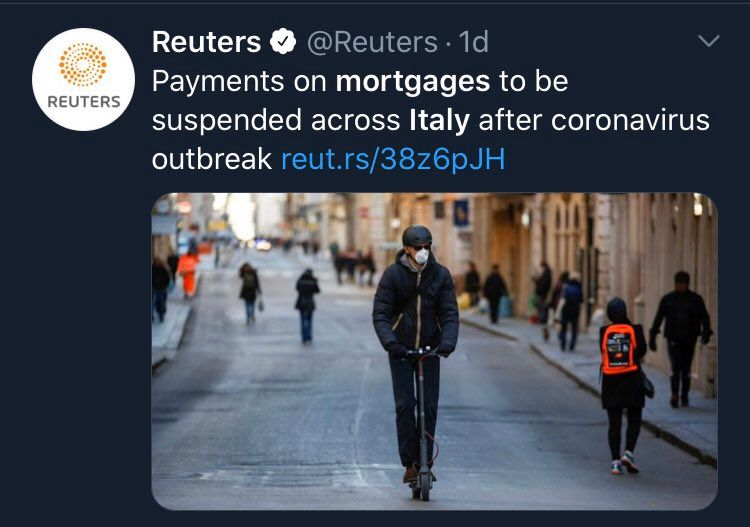 Reuters @Reuters · 1d
REUTERS
Payments on mortgages to be
suspended across Italy after coronavirus
outbreak reut.rs/38z6pJH